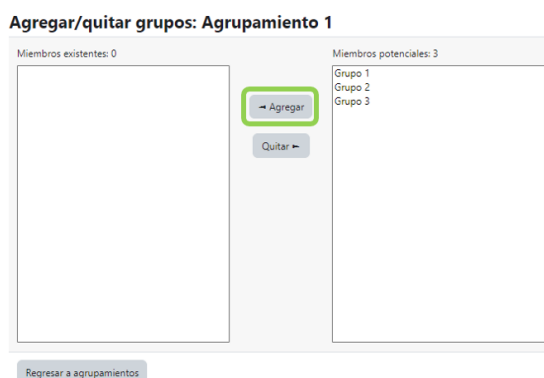 Agregar/quitar grupos: Agrupamiento 1
Miembros existentes: 0
Miembros potenciales: 3
Grupo 1
Grupo 2
Grupo 3
◄ Agregar
Quitar ►
Regresar a agrupamientos